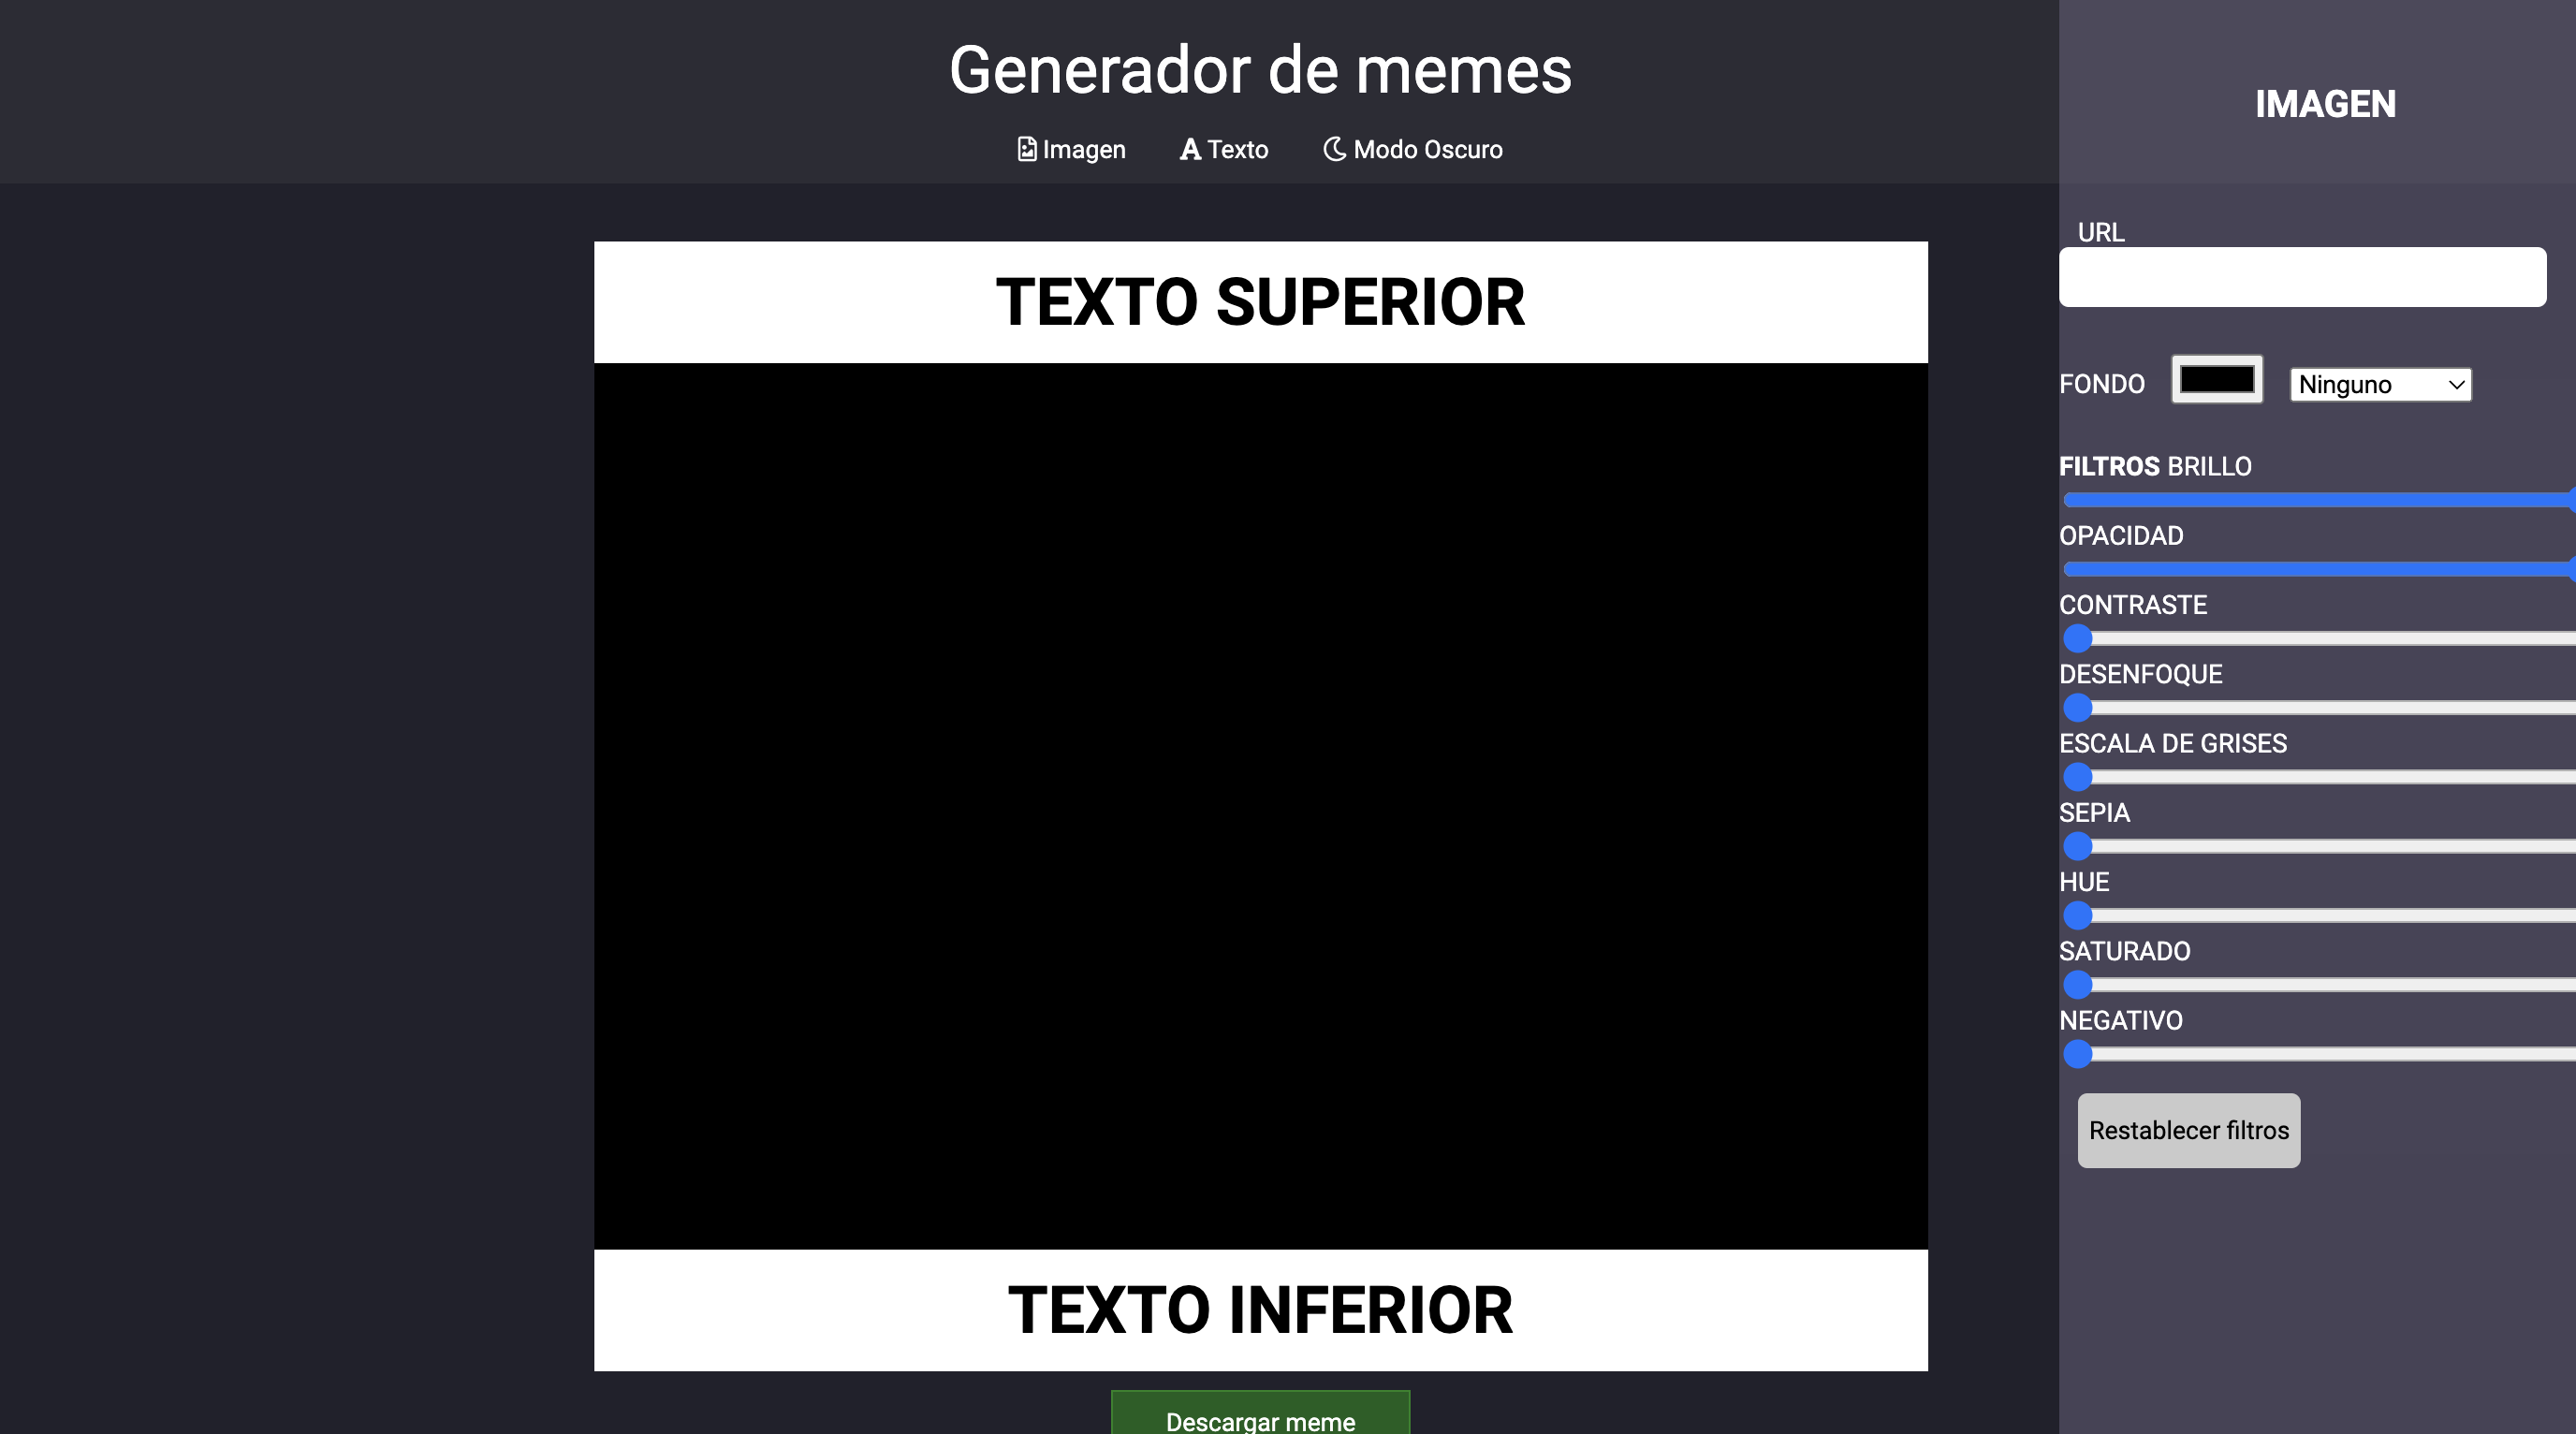 Generador de memes
Imagen Texto Modo Oscuro
TEXTO SUPERIOR
TEXTO INFERIOR
Descargar meme
IMAGEN
URL
FONDO Ninguno
FILTROS BRILLO
OPACIDAD
CONTRASTE
DESENFOQUE
ESCALA DE GRISES
SEPIA
HUE
SATURADO
NEGATIVO
Restablecer filtros